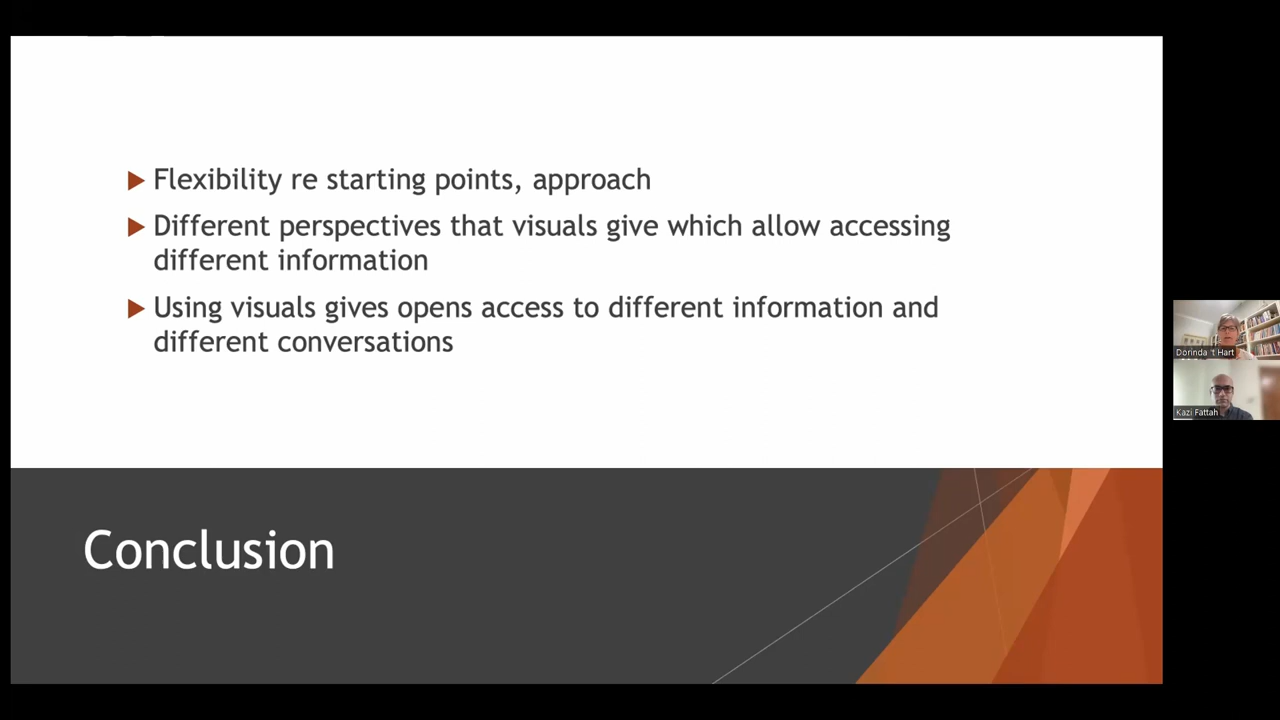 Flexibility re starting points, approach
Different perspectives that visuals give which allow accessing
different information
Using visuals gives opens access to different information and
different conversations
Conclusion
Dorinda 't Hart
Kazi Fattah